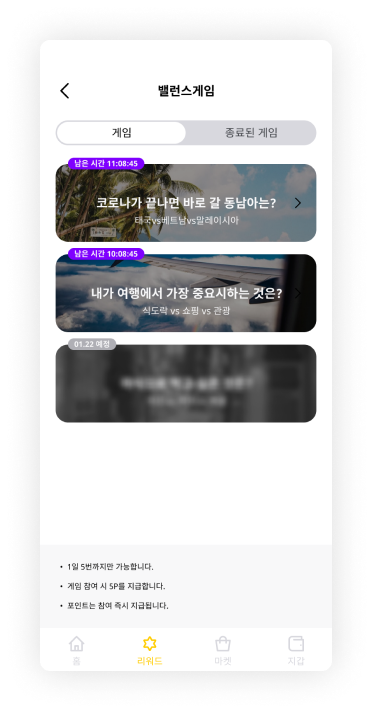 밸런스게임
게임
종료된 게임
남은 시간 11:08:45
코로나가 끝나면 바로 갈 동남아는?
태국vs베트남vs말레이시아
남은 시간 10:08:45
내가 여행에서 가장 중요시하는 것은?
식도락 vs 쇼핑 vs 관광
01.22 예정
• 1일 5번까지만 가능합니다.
• 게임 참여 시 5P를 지급합니다.
• 포인트는 참여 즉시 지급됩니다.
홈
리워드
마켓
지갑